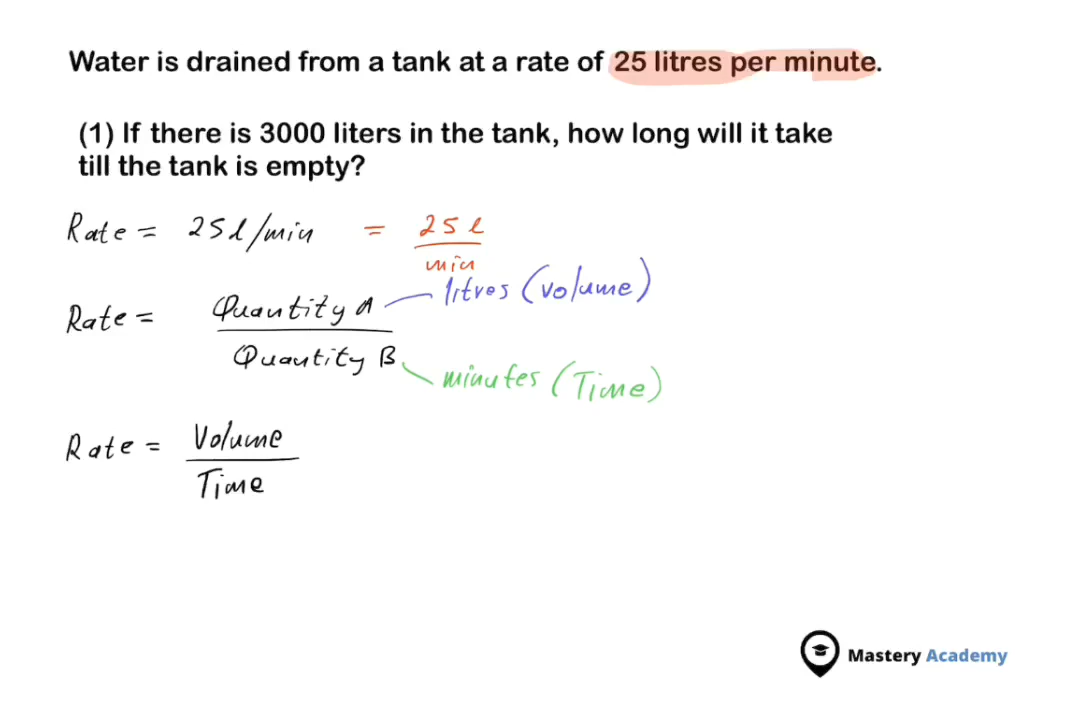 Water is drained from a tank at a rate of 25 litres per minute.
(1) If there is 3000 liters in the tank, how long will it take
till the tank is empty?
Rate = 25l/min = 25l
min
Rate = Quantity A litres (volume)
Quantity B minutes (Time)
Rate = Volume
Time
Mastery Academy